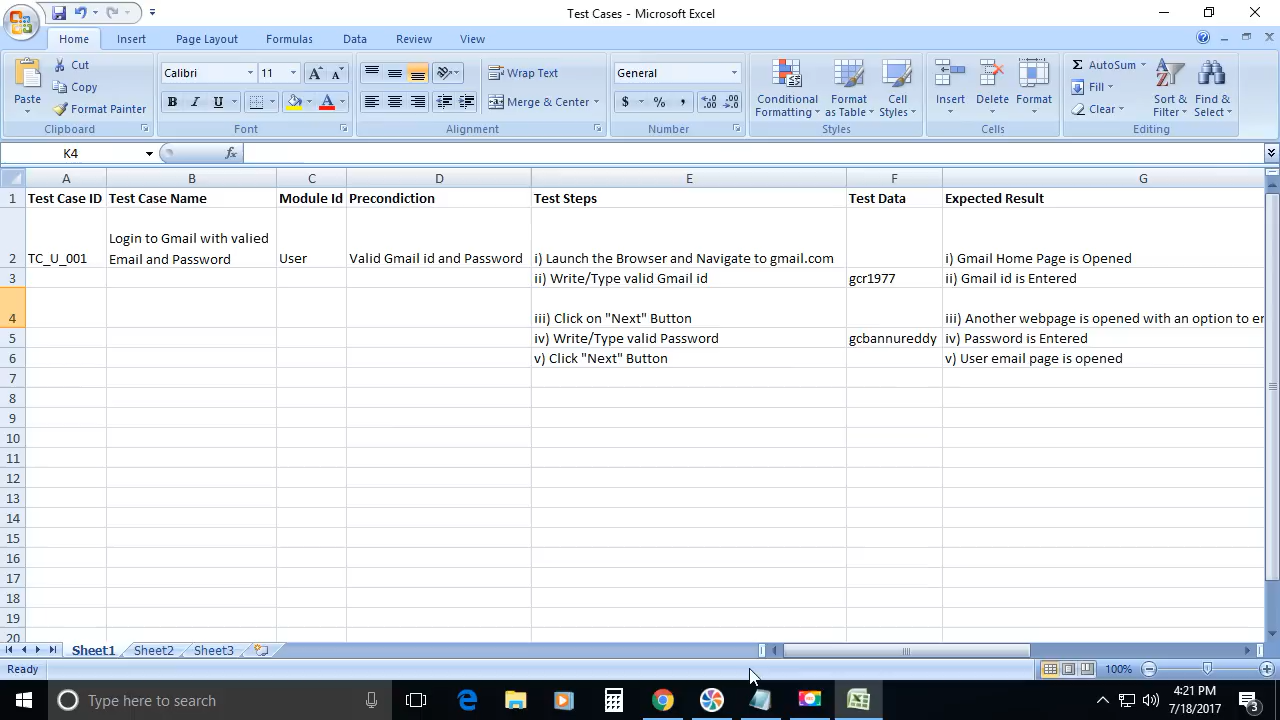 Test Cases - Microsoft Excel
Home Insert Page Layout Formulas Data Review View
Paste
Cut
Copy
Format Painter
Clipboard
Calibri 11
B I U A
Font
Wrap Text
Merge & Center
Alignment
General
$ % ,
Number
Conditional Formatting
Format as Table
Cell Styles
Styles
Insert Delete Format
Cells
Σ AutoSum
Fill
Clear
Sort & Filter
Find & Select
Editing
K4 fx
A B C D E F G
1 Test Case ID Test Case Name Module Id Precondiction Test Steps Test Data Expected Result
Login to Gmail with valied
2 TC_U_001 Email and Password User Valid Gmail id and Password i) Launch the Browser and Navigate to gmail.com i) Gmail Home Page is Opened
3 ii) Write/Type valid Gmail id gcr1977 ii) Gmail id is Entered
4 iii) Click on "Next" Button iii) Another webpage is opened with an option to er
5 iv) Write/Type valid Password gcbannureddy iv) Password is Entered
6 v) Click "Next" Button v) User email page is opened
7
8
9
10
11
12
13
14
15
16
17
18
19
20
Sheet1 Sheet2 Sheet3
Ready 100%
Type here to search
4:21 PM
7/18/2017
3